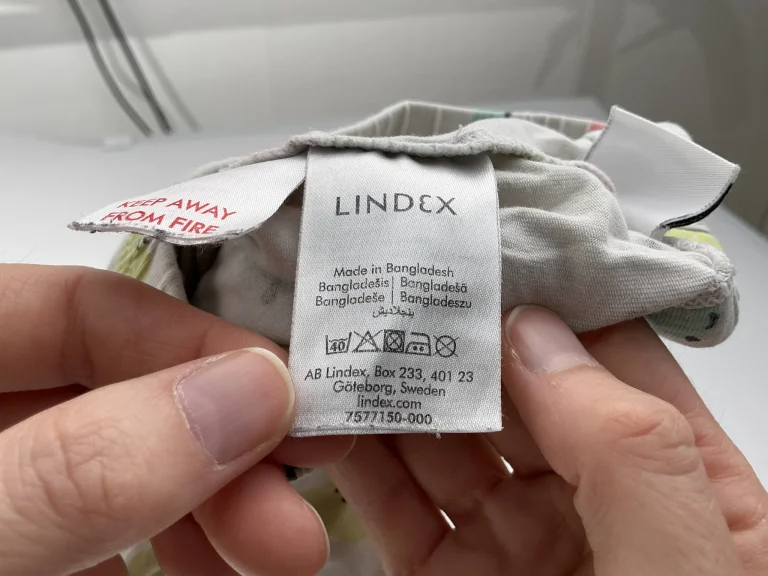 KEEP AWAY
FROM FIRE
LINDEX
Made in Bangladesh
Bangladešis | Bangladešā
Bangladeše | Bangladeszu
بنجلاديش
40
AB Lindex, Box 233, 401 23
Göteborg, Sweden
lindex.com
7577150-000